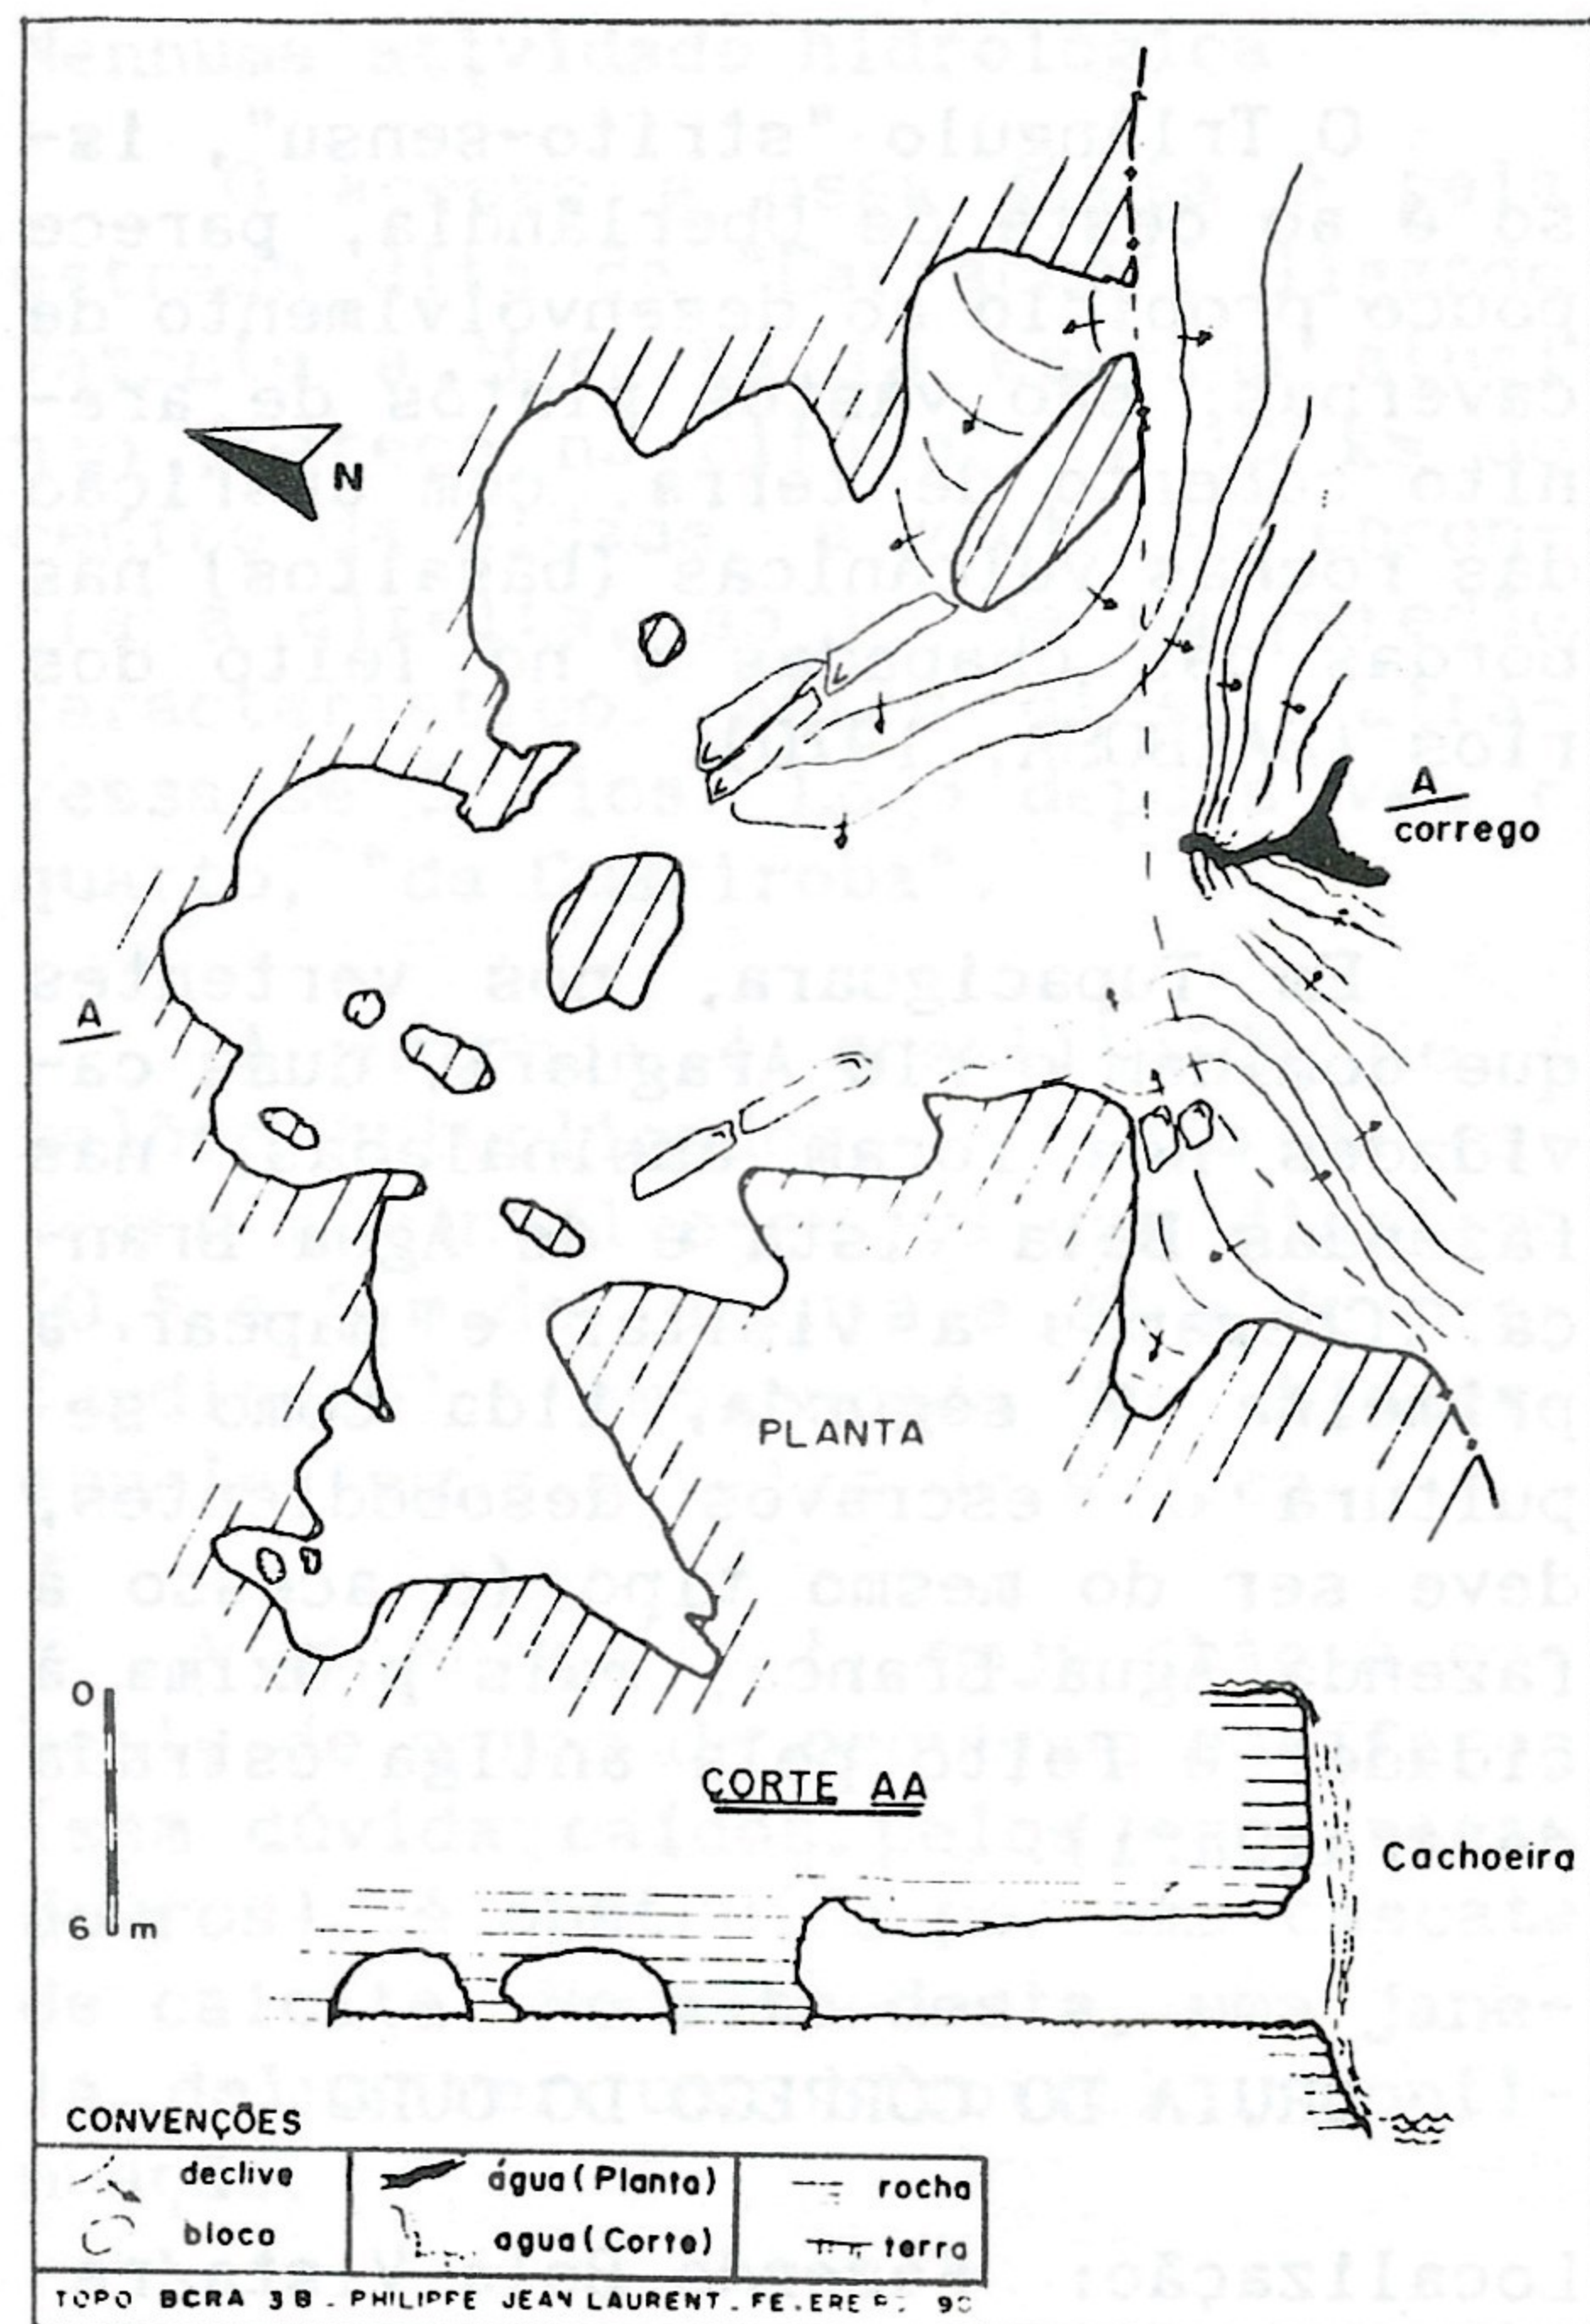 N
A
corrego
A
PLANTA
0
6 m
CORTE AA
Cachoeira
CONVENÇÕES
declive
bloco
água (Planta)
agua (Corte)
rocha
terra
TOPO BCRA 3B - PHILIPPE JEAN LAURENT.